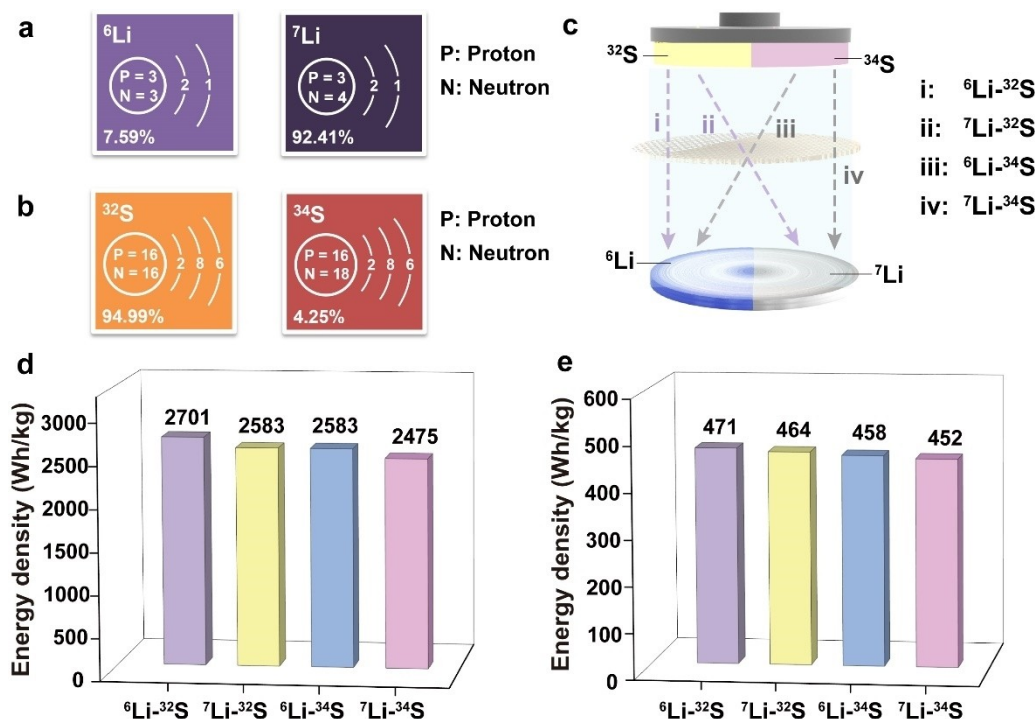 a
⁶Li
P = 3
N = 3
2 1
7.59%
⁷Li
P = 3
N = 4
2 1
92.41%
P: Proton
N: Neutron
b
³²S
P = 16
N = 16
2 8 6
94.99%
³⁴S
P = 16
N = 18
2 8 6
4.25%
P: Proton
N: Neutron
c
³²S
³⁴S
i
ii
iii
iv
⁶Li
⁷Li
i: ⁶Li-³²S
ii: ⁷Li-³²S
iii: ⁶Li-³⁴S
iv: ⁷Li-³⁴S
d
Energy density (Wh/kg)
3000
2500
2000
1500
1000
500
0
2701
2583
2583
2475
⁶Li-³²S
⁷Li-³²S
⁶Li-³⁴S
⁷Li-³⁴S
e
Energy density (Wh/kg)
600
500
400
300
200
100
0
471
464
458
452
⁶Li-³²S
⁷Li-³²S
⁶Li-³⁴S
⁷Li-³⁴S